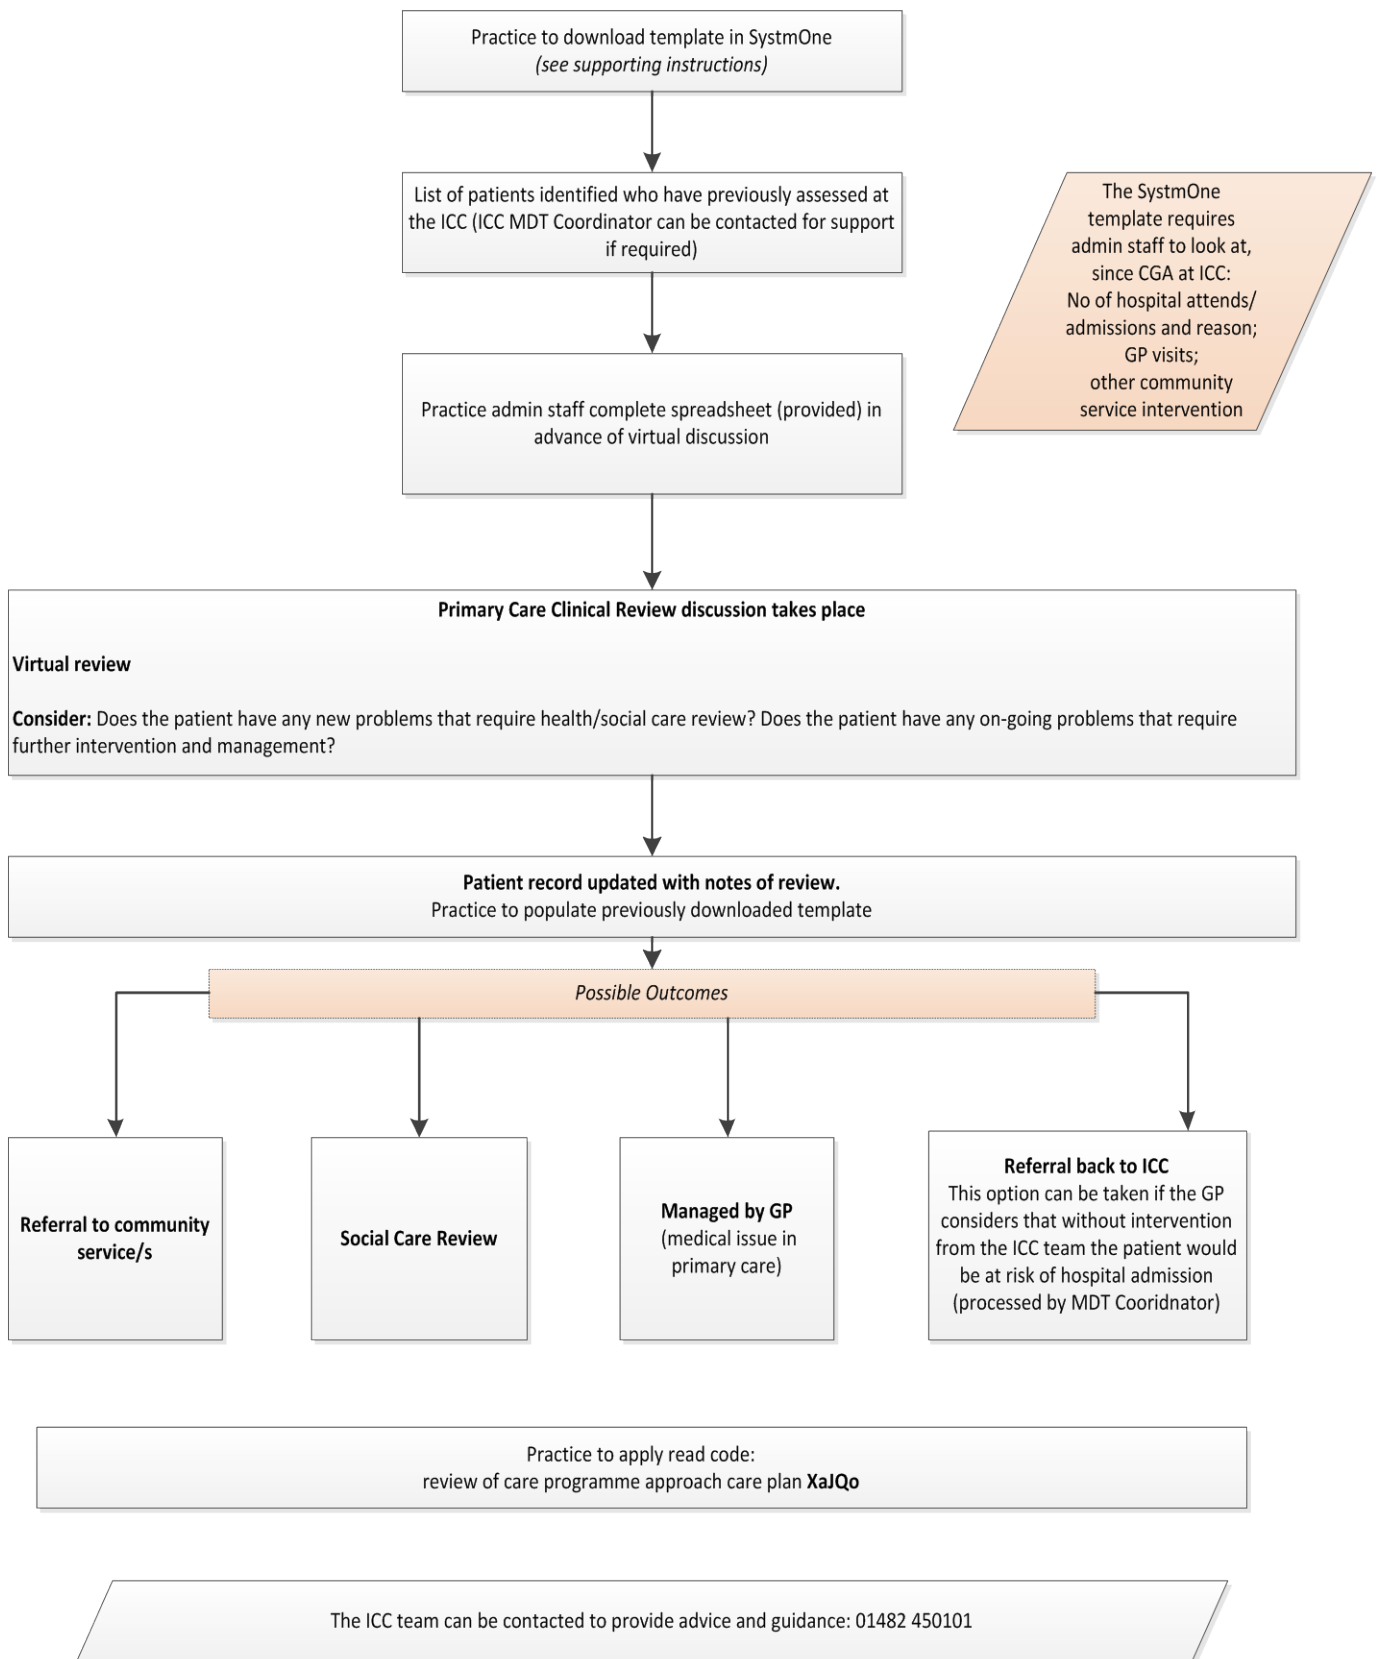 Practice to download template in SystmOne
(see supporting instructions)
List of patients identified who have previously assessed at
the ICC (ICC MDT Coordinator can be contacted for support
if required)
The SystmOne
template requires
admin staff to look at,
since CGA at ICC:
No of hospital attends/
admissions and reason;
GP visits;
other community
service intervention
Practice admin staff complete spreadsheet (provided) in
advance of virtual discussion
Primary Care Clinical Review discussion takes place
Virtual review
Consider: Does the patient have any new problems that require health/social care review? Does the patient have any on-going problems that require
further intervention and management?
Patient record updated with notes of review.
Practice to populate previously downloaded template
Possible Outcomes
Referral to community
service/s
Social Care Review
Managed by GP
(medical issue in
primary care)
Referral back to ICC
This option can be taken if the GP
considers that without intervention
from the ICC team the patient would
be at risk of hospital admission
(processed by MDT Cooridnator)
Practice to apply read code:
review of care programme approach care plan XaJQo
The ICC team can be contacted to provide advice and guidance: 01482 450101